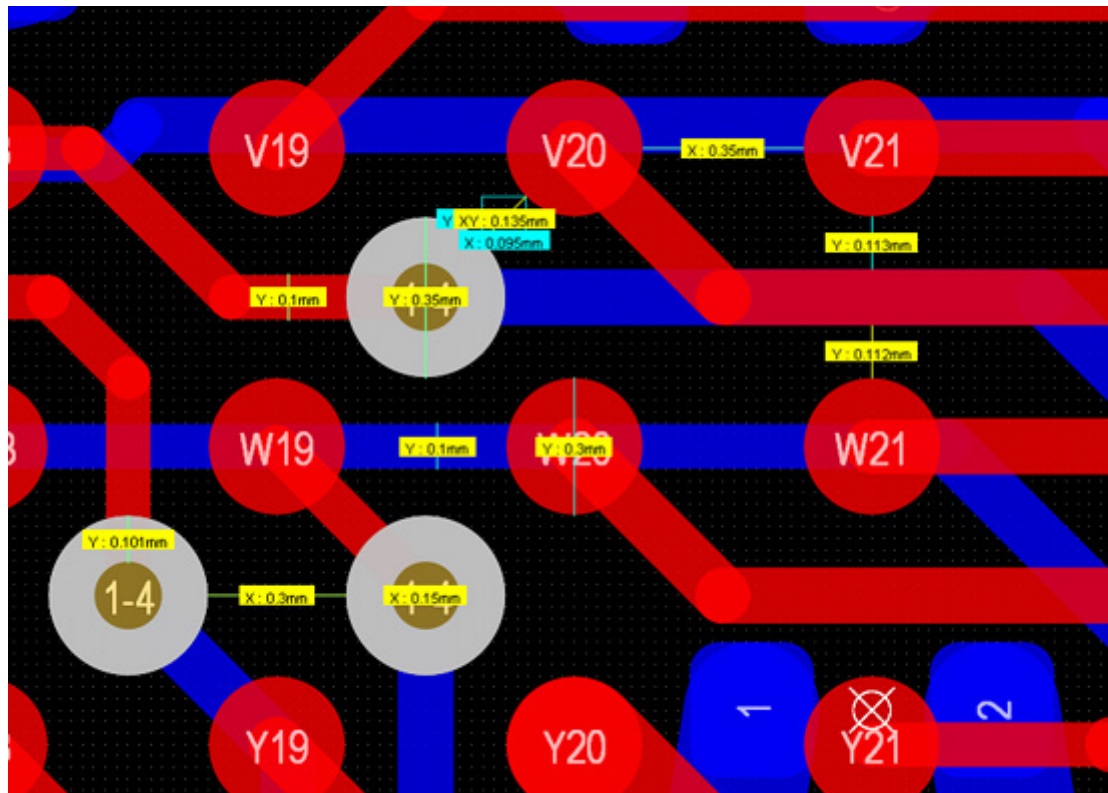 V19
V20
X : 0.35mm
V21
Y
XY : 0.135mm
X : 0.095mm
Y : 0.113mm
Y : 0.1mm
Y : 0.35mm
Y : 0.112mm
W19
Y : 0.1mm
Y : 0.3mm
W21
Y : 0.101mm
1-4
X : 0.3mm
X : 0.15mm
1
2
Y19
Y20
Y21